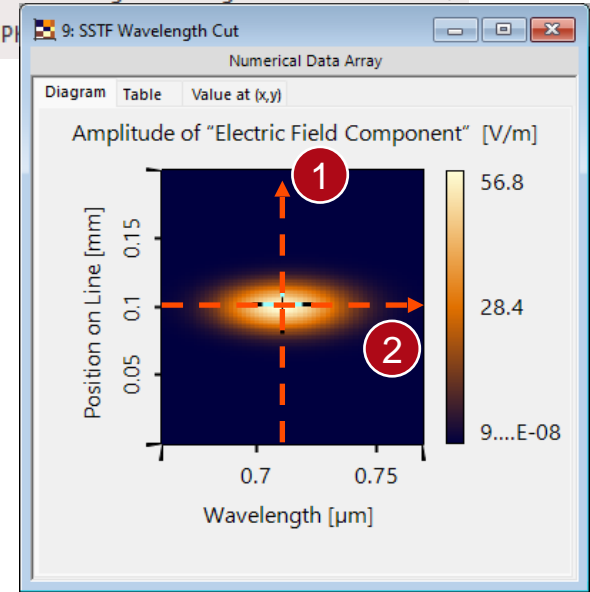 9: SSTF Wavelength Cut
Numerical Data Array
Diagram Table Value at (x,y)
Amplitude of "Electric Field Component" [V/m]
1
56.8
0.15
Position on Line [mm]
0.1
28.4
2
0.05
9....E-08
0.7 0.75
Wavelength [µm]